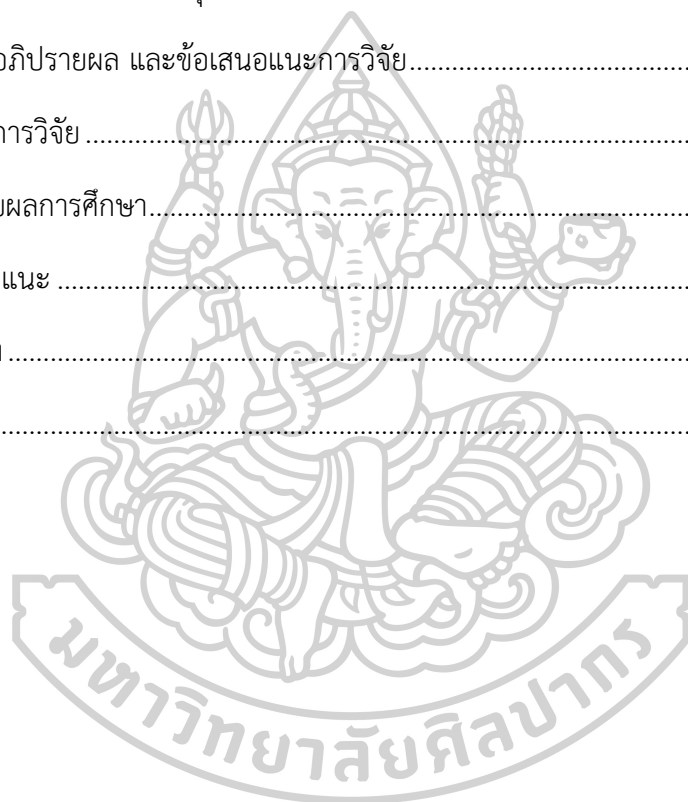 อภิปรายผล และข้อเสนอแนะการวิจัย................................
การวิจัย................................................................
ผลการศึกษา................................................................
แนะ................................................................
................................................................
................................................................
มหาวิทยาลัยศิลปากร